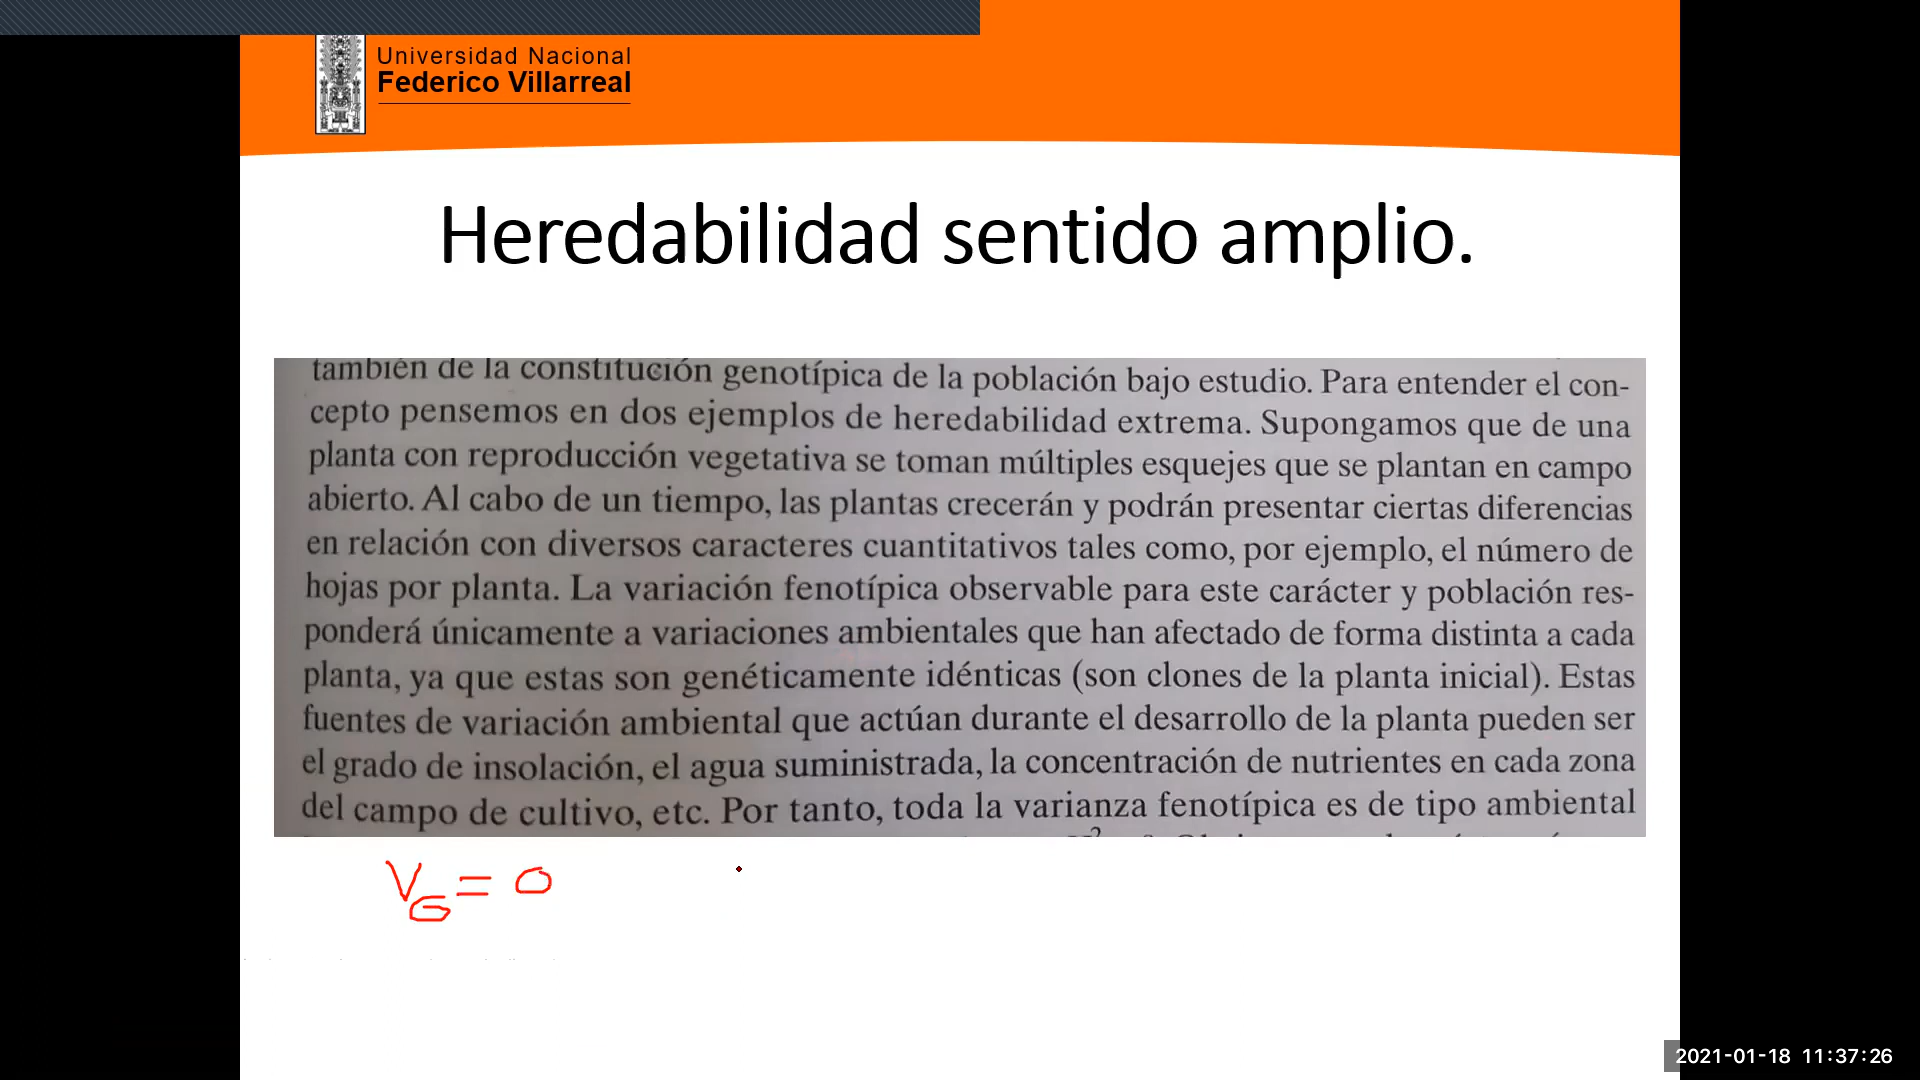 Universidad Nacional
Federico Villarreal
Heredabilidad sentido amplio.
también de la constitución genotípica de la población bajo estudio. Para entender el con-
cepto pensemos en dos ejemplos de heredabilidad extrema. Supongamos que de una
planta con reproducción vegetativa se toman múltiples esquejes que se plantan en campo
abierto. Al cabo de un tiempo, las plantas crecerán y podrán presentar ciertas diferencias
en relación con diversos caracteres cuantitativos tales como, por ejemplo, el número de
hojas por planta. La variación fenotípica observable para este carácter y población res-
ponderá únicamente a variaciones ambientales que han afectado de forma distinta a cada
planta, ya que estas son genéticamente idénticas (son clones de la planta inicial). Estas
fuentes de variación ambiental que actúan durante el desarrollo de la planta pueden ser
el grado de insolación, el agua suministrada, la concentración de nutrientes en cada zona
del campo de cultivo, etc. Por tanto, toda la varianza fenotípica es de tipo ambiental
VG = 0
2021-01-18 11:37:26